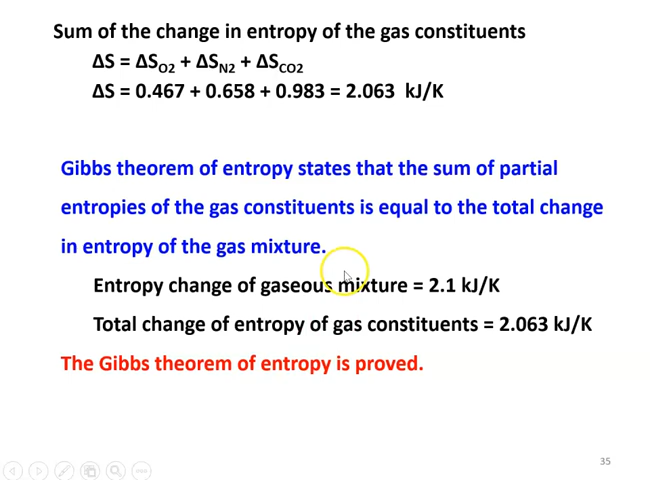 Sum of the change in entropy of the gas constituents
ΔS = ΔSO2 + ΔSN2 + ΔSCO2
ΔS = 0.467 + 0.658 + 0.983 = 2.063 kJ/K
Gibbs theorem of entropy states that the sum of partial
entropies of the gas constituents is equal to the total change
in entropy of the gas mixture.
Entropy change of gaseous mixture = 2.1 kJ/K
Total change of entropy of gas constituents = 2.063 kJ/K
The Gibbs theorem of entropy is proved.
35